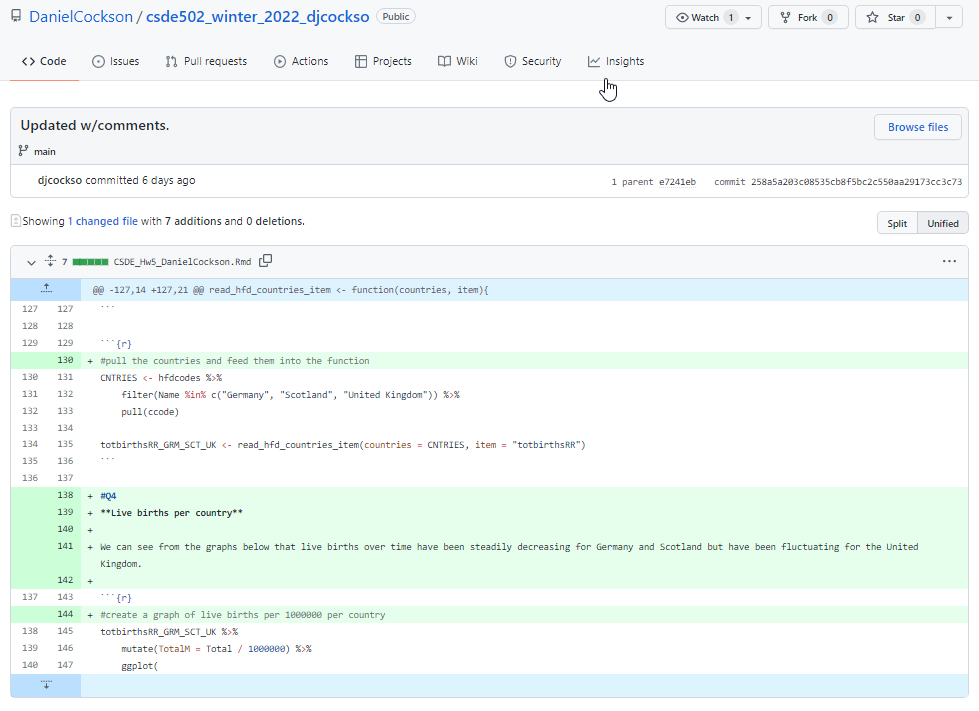 DanielCockson / csde502_winter_2022_djcockso Public
Watch 1 Fork 0 Star 0
Code Issues Pull requests Actions Projects Wiki Security Insights
Updated w/comments.
Browse files
main
djcockso committed 6 days ago
1 parent e7241eb commit 258a5a203c08535cb8f5bc2c550aa29173cc3c73
Showing 1 changed file with 7 additions and 0 deletions.
Split Unified
7 CSDE_Hw5_DanielCockson.Rmd
@@ -127,14 +127,21 @@ read_hfd_countries_item <- function(countries, item){
127 127 ```
128 128
129 129 ```{r}
130 + #pull the countries and feed them into the function
130 131 CNTRIES <- hfdcodes %>%
131 132 filter(Name %in% c("Germany", "Scotland", "United Kingdom")) %>%
132 133 pull(ccode)
133 134
134 135 totbirthsRR_GRM_SCT_UK <- read_hfd_countries_item(countries = CNTRIES, item = "totbirthsRR")
135 136 ```
136 137
138 + #Q4
139 + **Live births per country**
140 +
141 + We can see from the graphs below that live births over time have been steadily decreasing for Germany and Scotland but have been fluctuating for the United
Kingdom.
142 +
137 143 ```{r}
144 + #create a graph of live births per 1000000 per country
138 145 totbirthsRR_GRM_SCT_UK %>%
139 146 mutate(TotalM = Total / 1000000) %>%
140 147 ggplot(